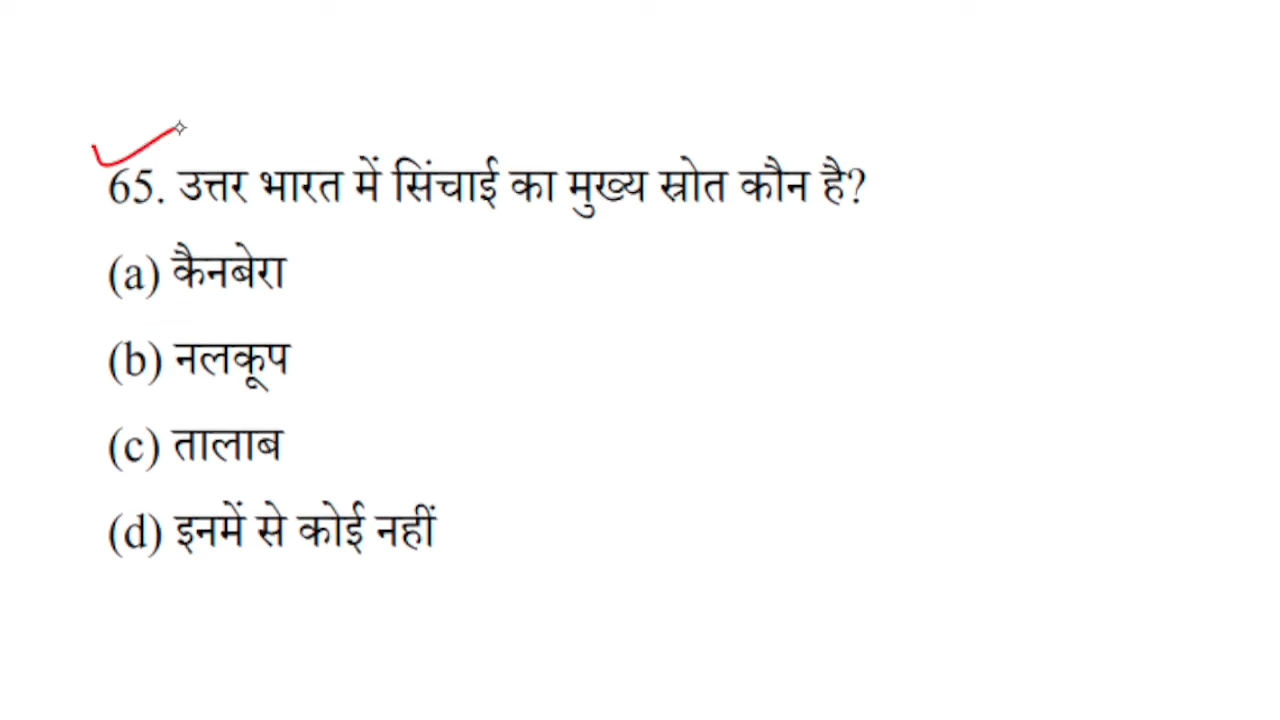 65. उत्तर भारत में सिंचाई का मुख्य स्रोत कौन है?
(a) कैनबेरा
(b) नलकूप
(c) तालाब
(d) इनमें से कोई नहीं